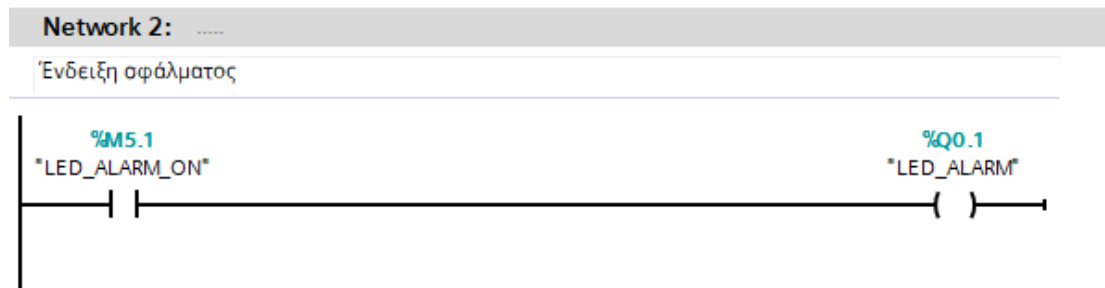 Network 2: .....
Ένδειξη σφάλματος
%M5.1
"LED_ALARM_ON"
%Q0.1
"LED_ALARM"